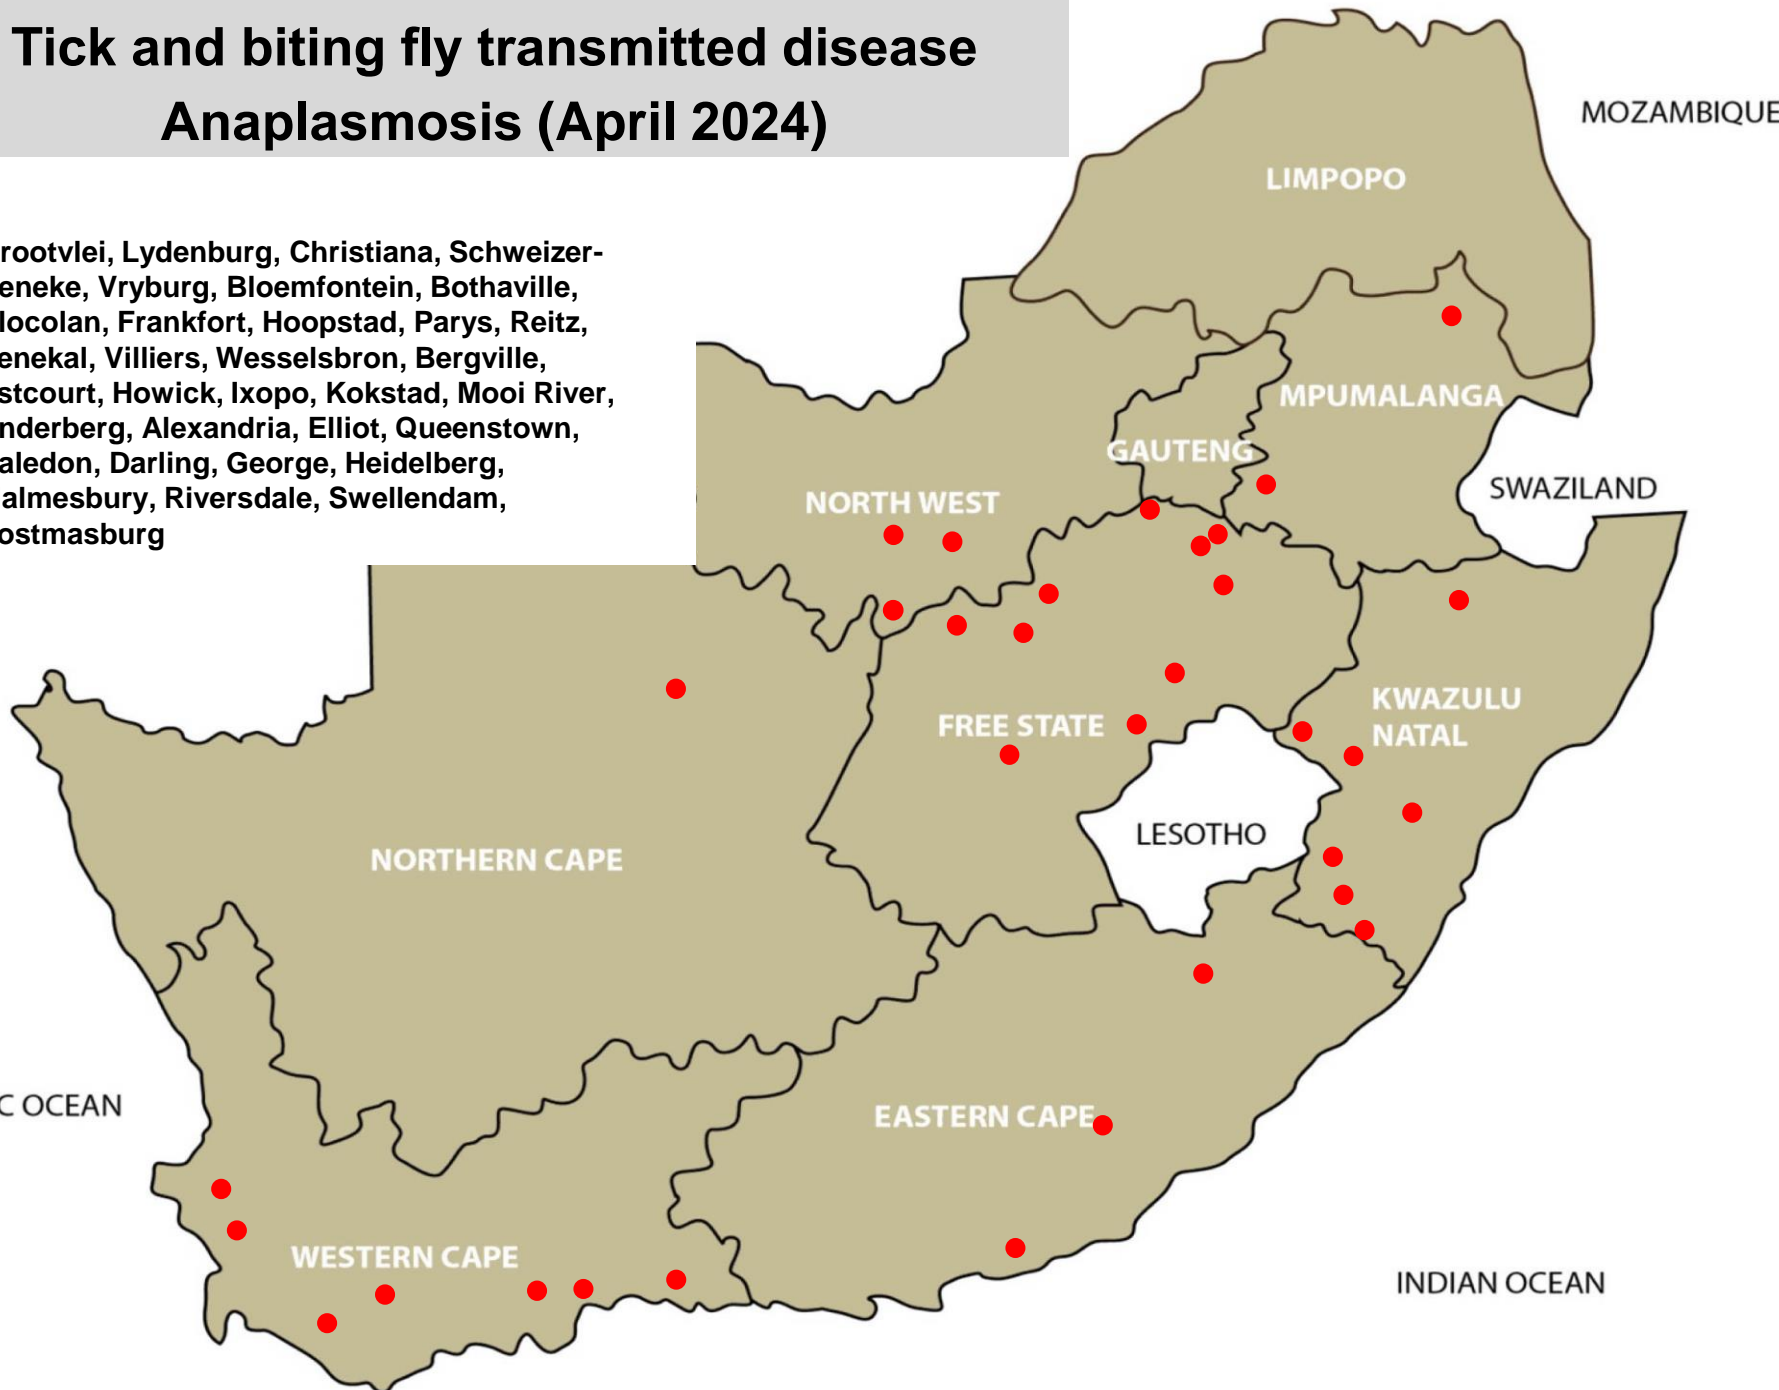 Tick and biting fly transmitted disease
Anaplasmosis (April 2024)
MOZAMBIQUE
LIMPOPO
rootvlei, Lydenburg, Christiana, Schweizer-
eneke, Vryburg, Bloemfontein, Bothaville,
locolan, Frankfort, Hoopstad, Parys, Reitz,
enekal, Villiers, Wesselsbron, Bergville,
stcourt, Howick, Ixopo, Kokstad, Mooi River,
nderberg, Alexandria, Elliot, Queenstown,
aledon, Darling, George, Heidelberg,
almesbury, Riversdale, Swellendam,
ostmasburg
MPUMALANGA
GAUTENG
SWAZILAND
NORTH WEST
KWAZULU
NATAL
FREE STATE
LESOTHO
NORTHERN CAPE
C OCEAN
EASTERN CAPE
WESTERN CAPE
INDIAN OCEAN